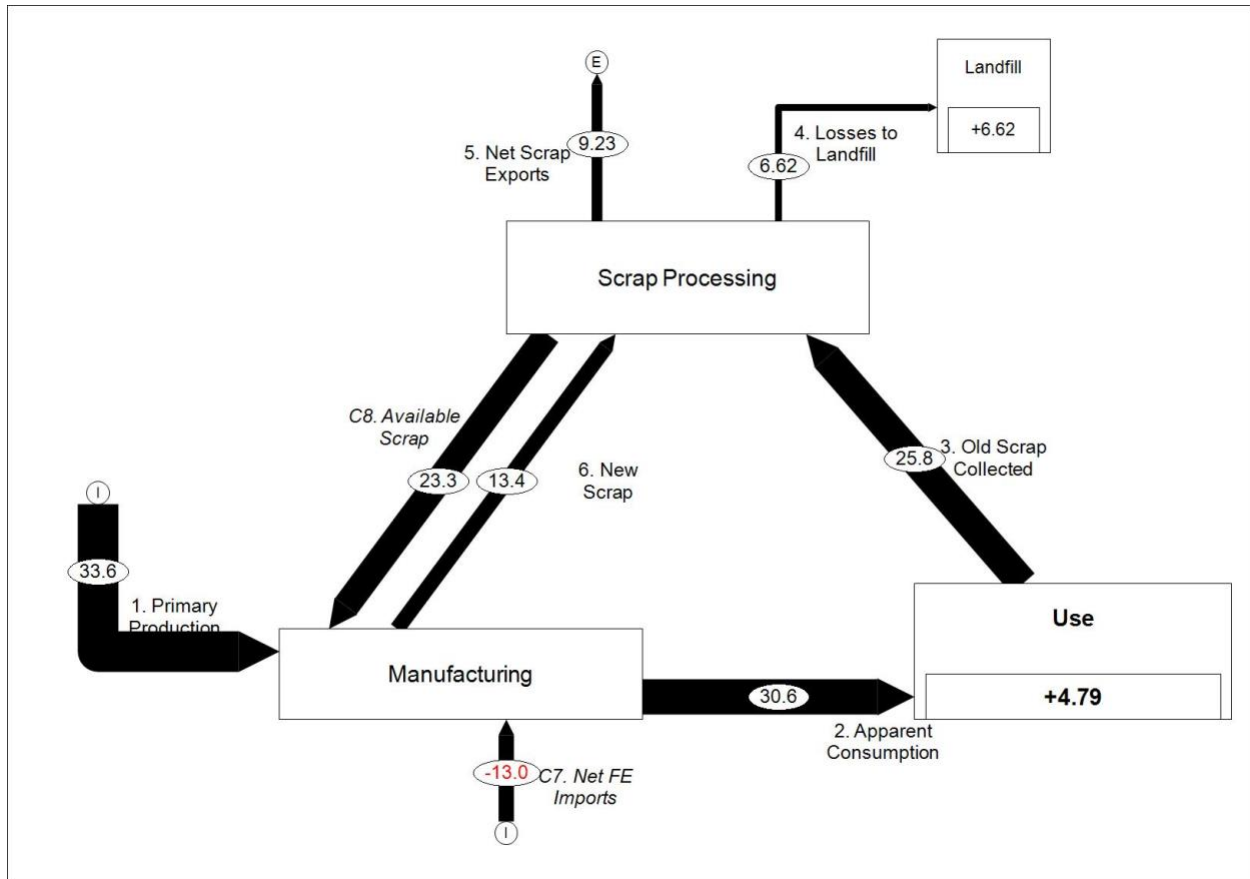 E
Landfill
+6.62
9.23
5. Net Scrap
Exports
6.62
4. Losses to
Landfill
Scrap Processing
C8. Available
Scrap
23.3
13.4
6. New
Scrap
25.8
3. Old Scrap
Collected
I
33.6
1. Primary
Production
Manufacturing
Use
+4.79
30.6
2. Apparent
Consumption
-13.0
C7. Net FE
Imports
I